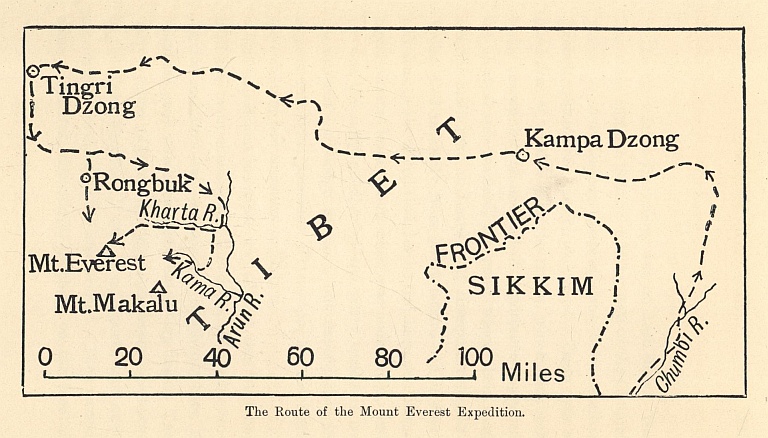 Tingri
Dzong
Kampa Dzong
Rongbuk
Kharta R.
Mt. Everest
Kama R.
Mt. Makalu
Arun R.
TIBET
FRONTIER
SIKKIM
Chumbi R.
0 20 40 60 80 100 Miles
The Route of the Mount Everest Expedition.